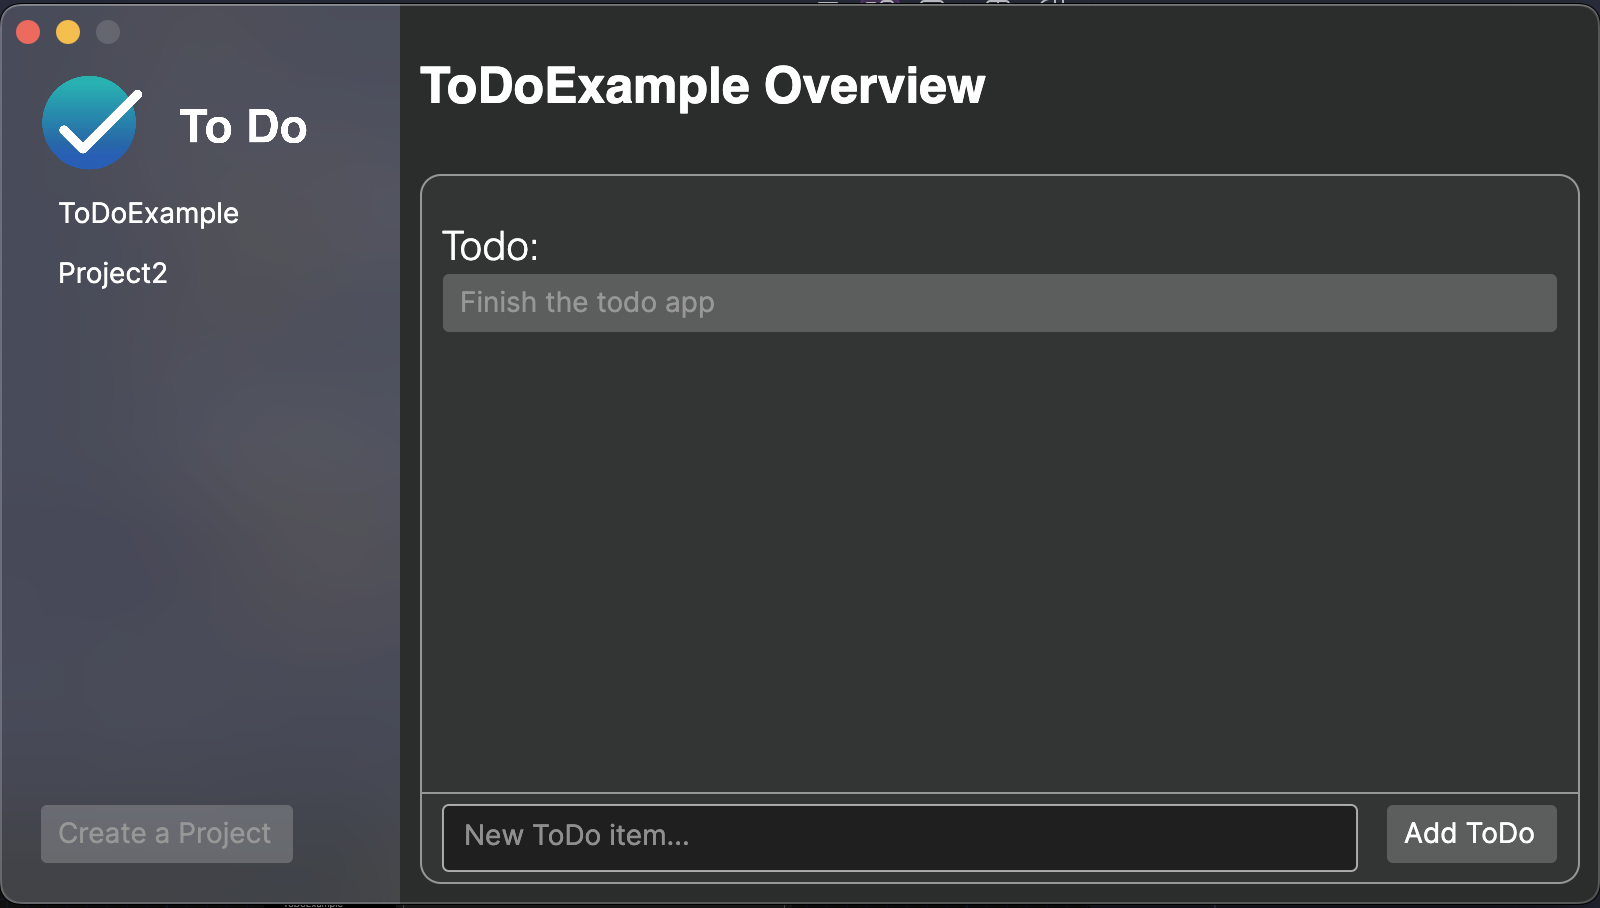 To Do
ToDoExample
Project2
Create a Project
ToDoExample Overview
Todo:
Finish the todo app
New ToDo item...
Add ToDo